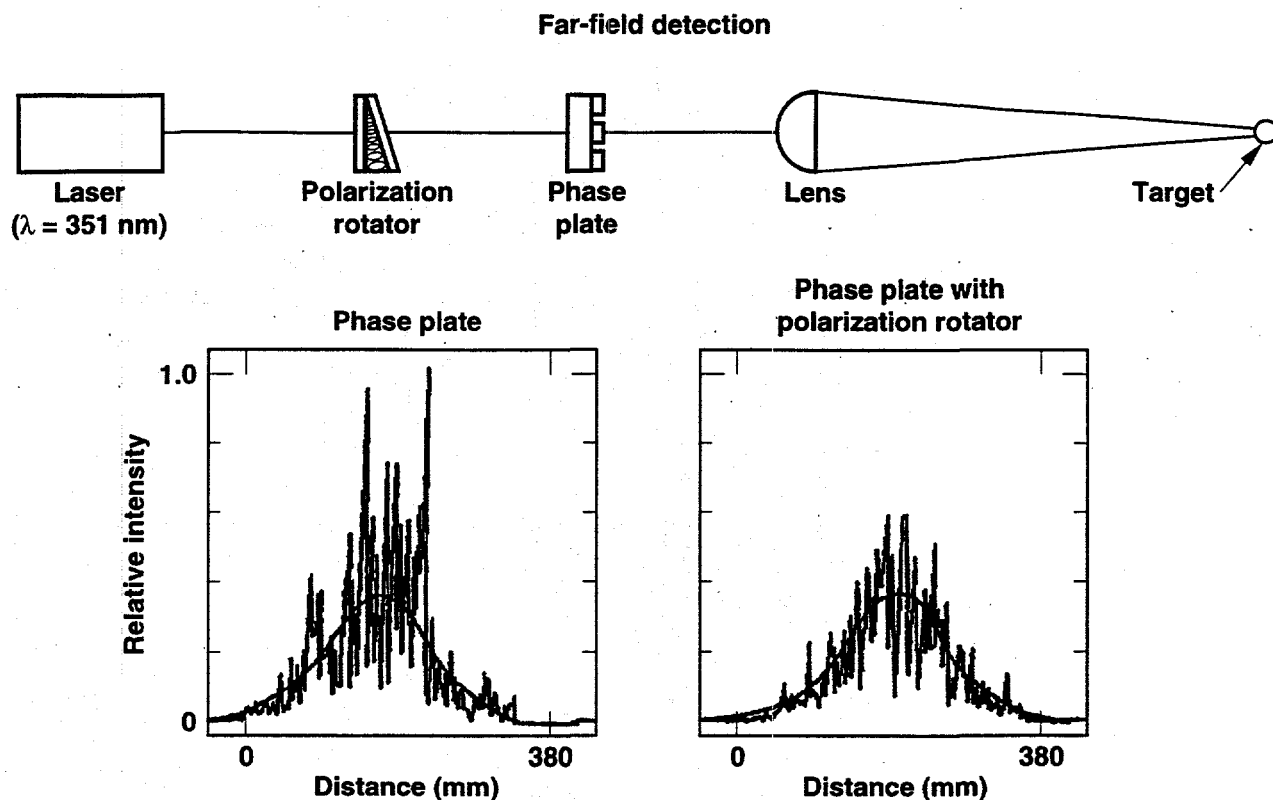 Far-field detection
Laser
(λ = 351 nm)
Polarization
rotator
Phase
plate
Lens
Target
Phase plate
Phase plate with
polarization rotator
Relative intensity
1.0
0
0
380
Distance (mm)
0
380
Distance (mm)